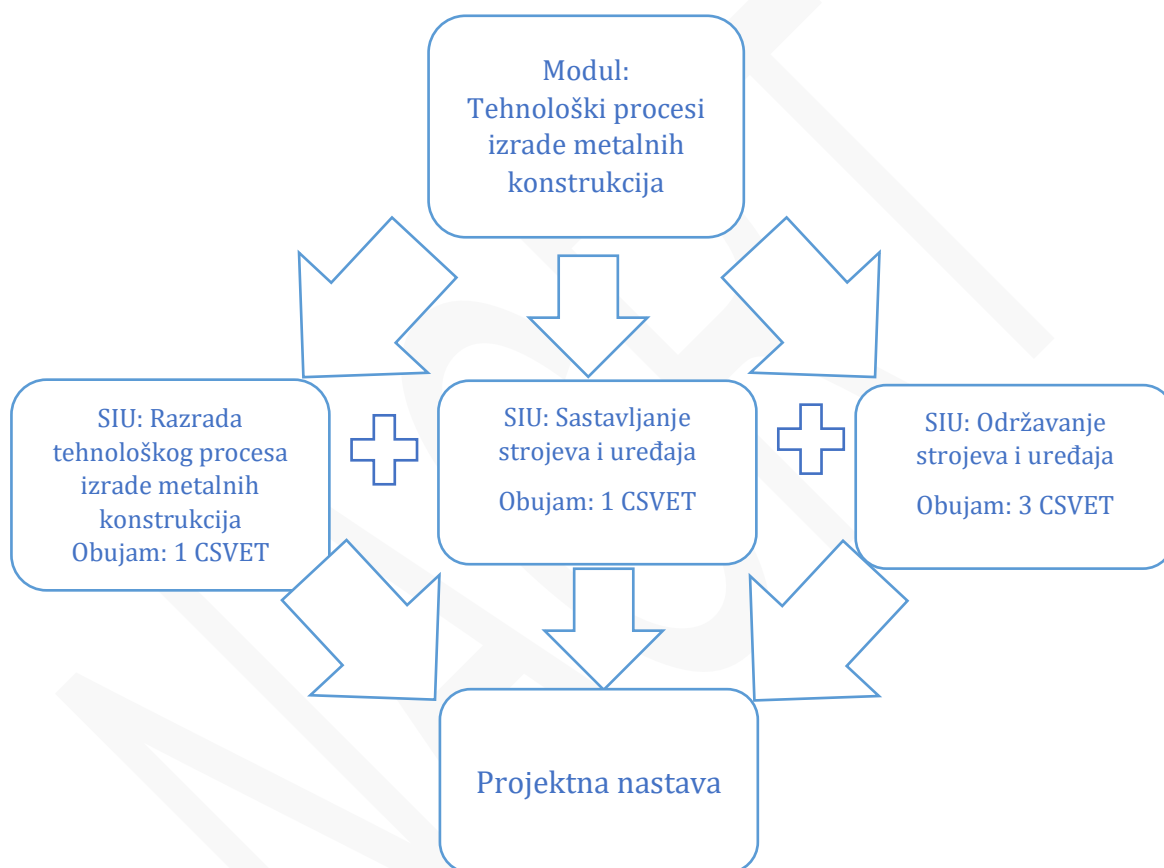 Modul:
Tehnološki procesi
izrade metalnih
konstrukcija
SIU: Razrada
tehnološkog procesa
izrade metalnih
konstrukcija
Obujam: 1 CSVET
SIU: Sastavljanje
strojeva i uređaja
Obujam: 1 CSVET
SIU: Održavanje
strojeva i uređaja
Obujam: 3 CSVET
Projektna nastava